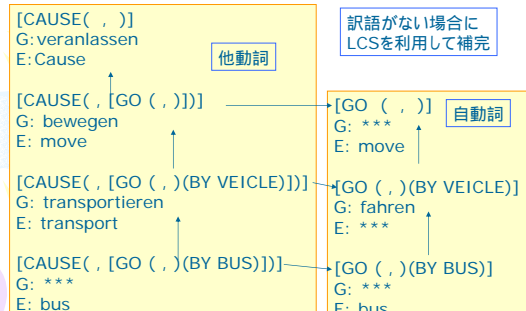 [CAUSE( , )]
G:veranlassen
E:Cause
他動詞
訳語がない場合に
LCSを利用して補完
[CAUSE( , [GO ( , )])]
G: bewegen
E: move
[GO ( , )]
自動詞
G: ***
E: move
[CAUSE( , [GO ( , )(BY VEICLE)])]
G: transportieren
E: transport
[GO ( , )(BY VEICLE)]
G: fahren
E: ***
[CAUSE( , [GO ( , )(BY BUS)])]
G: ***
E: bus
[GO ( , )(BY BUS)]
G: ***
E: bus